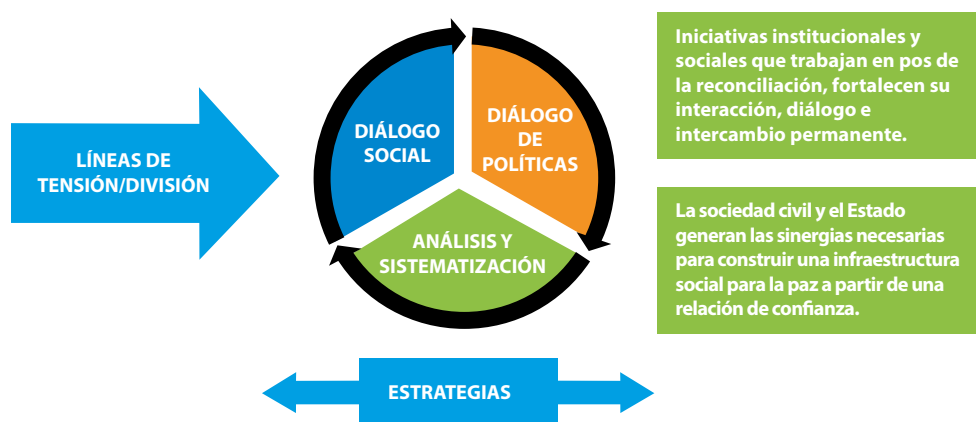 LÍNEAS DE
TENSIÓN/DIVISIÓN
DIÁLOGO
SOCIAL
DIÁLOGO
DE
POLÍTICAS
ANÁLISIS Y
SISTEMATIZACIÓN
Iniciativas institucionales y
sociales que trabajan en pos de
la reconciliación, fortalecen su
interacción, diálogo e
intercambio permanente.
La sociedad civil y el Estado
generan las sinergias necesarias
para construir una infraestructura
social para la paz a partir de una
relación de confianza.
ESTRATEGIAS